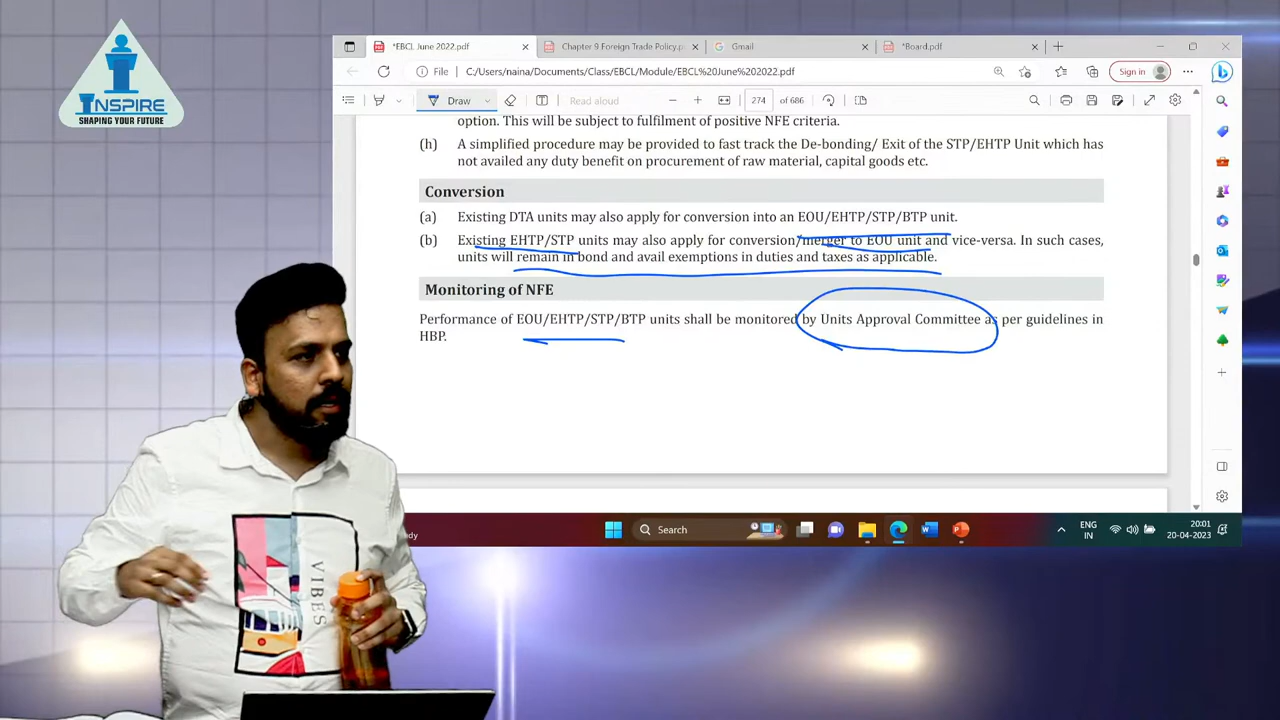 INSPIRE
SHAPING YOUR FUTURE
*EBCL June 2022.pdf
Chapter 9 Foreign Trade Policy.p
Gmail
*Board.pdf
File
C:/Users/naina/Documents/Class/EBCL/Module/EBCL%20June%202022.pdf
Sign in
Draw
Read aloud
274
of 686
option. This will be subject to fulfilment of positive NFE criteria.
(h) A simplified procedure may be provided to fast track the De-bonding/ Exit of the STP/EHTP Unit which has
not availed any duty benefit on procurement of raw material, capital goods etc.
Conversion
(a) Existing DTA units may also apply for conversion into an EOU/EHTP/STP/BTP unit.
(b) Existing EHTP/STP units may also apply for conversion/merger to EOU unit and vice-versa. In such cases,
units will remain in bond and avail exemptions in duties and taxes as applicable.
Monitoring of NFE
Performance of EOU/EHTP/STP/BTP units shall be monitored by Units Approval Committee as per guidelines in
HBP.
VIBES
Search
ENG
IN
20:01
20-04-2023